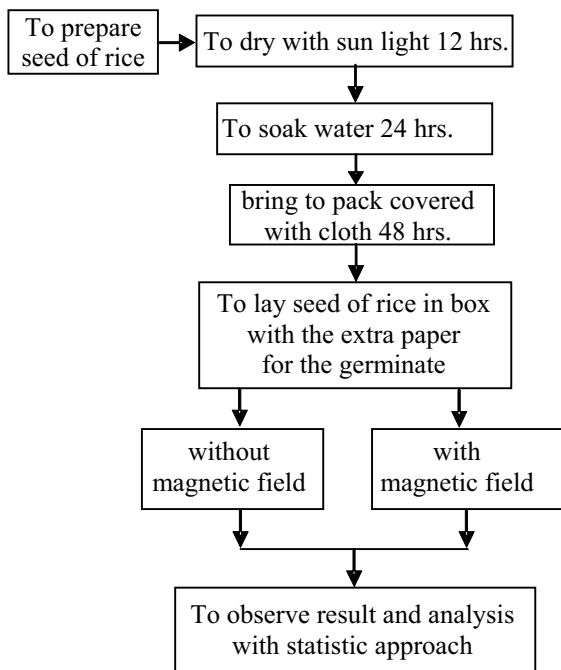 To prepare
seed of rice
To dry with sun light 12 hrs.
To soak water 24 hrs.
bring to pack covered
with cloth 48 hrs.
To lay seed of rice in box
with the extra paper
for the germinate
without
magnetic field
with
magnetic field
To observe result and analysis
with statistic approach